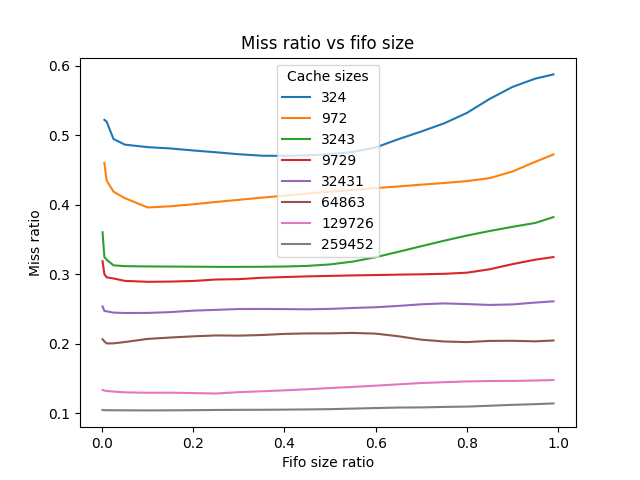 Miss ratio vs fifo size
Cache sizes
324
972
3243
9729
32431
64863
129726
259452
Miss ratio
0.6
0.5
0.4
0.3
0.2
0.1
0.0 0.2 0.4 0.6 0.8 1.0
Fifo size ratio